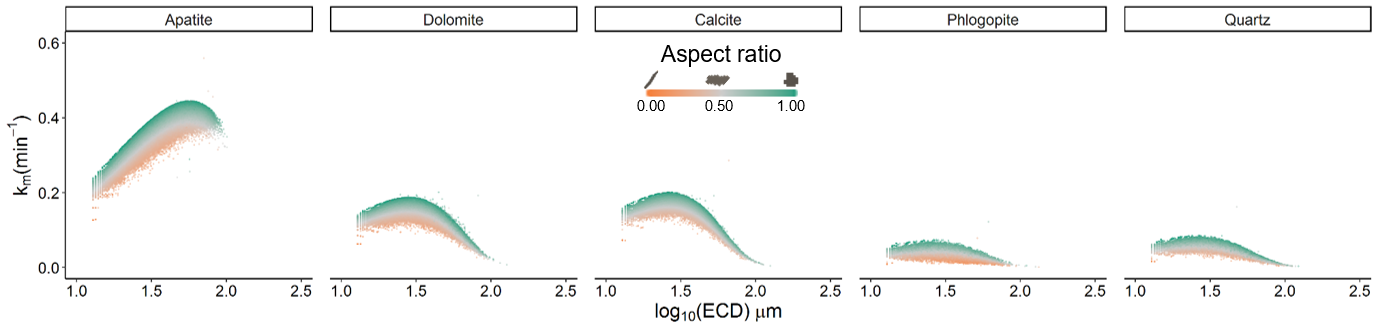 Apatite Dolomite Calcite Phlogopite Quartz
Aspect ratio
0.00 0.50 1.00
km(min−1)
0.6
0.4
0.2
0.0
1.0 1.5 2.0 2.5 1.0 1.5 2.0 2.5 1.0 1.5 2.0 2.5 1.0 1.5 2.0 2.5 1.0 1.5 2.0 2.5
log10(ECD) μm